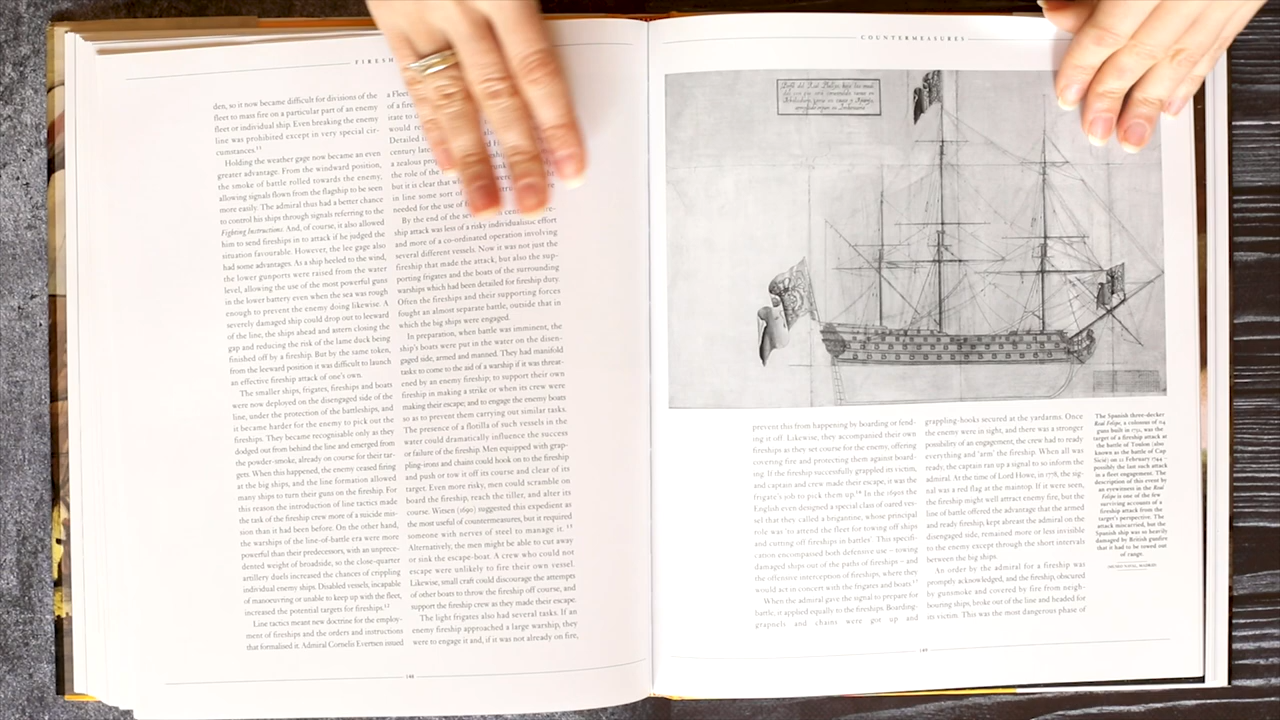 FIRESH
den, so it now became difficult for divisions of the
fleet to mass fire on a particular part of an enemy
fleet or individual ship. Even breaking the enemy
line was prohibited except in very special cir-
cumstances.¹¹
Holding the weather gage now became an even
greater advantage. From the windward position,
the smoke of battle rolled towards the enemy,
allowing signals flown from the flagship to be seen
more easily. The admiral thus had a better chance
to control his ships through signals referring to the
Fighting Instructions. And, of course, it also allowed
him to send fireships in to attack if he judged the
situation favourable. However, the lee gage also
had some advantages. As a ship heeled to the wind,
the lower gunports were raised from the water
level, allowing the use of the most powerful guns
in the lower battery even when the sea was rough
enough to prevent the enemy doing likewise. A
severely damaged ship could drop out to leeward
of the line, the ships ahead and astern closing the
gap and reducing the risk of the lame duck being
finished off by a fireship. But by the same token,
from the leeward position it was difficult to launch
an effective fireship attack of one's own.
The smaller ships, frigates, fireships and boats
were now deployed on the disengaged side of the
line, under the protection of the battleships, and
it became harder for the enemy to pick out the
fireships. They became recognisable only as they
dodged out from behind the line and emerged from
the powder-smoke, already on course for their tar-
gets. When this happened, the enemy ceased firing
at the big ships, and the line formation allowed
many ships to turn their guns on the fireship. For
this reason the introduction of line tactics made
the task of the fireship crew more of a suicide mis-
sion than it had been before. On the other hand,
the warships of the line-of-battle era were more
powerful than their predecessors, with an unprece-
dented weight of broadside, so the close-quarter
artillery duels increased the chances of crippling
individual enemy ships. Disabled vessels, incapable
of manoeuvring or unable to keep up with the fleet,
increased the potential targets for fireships.¹²
Line tactics meant new doctrine for the employ-
ment of fireships and the orders and instructions
that formalised it. Admiral Cornelis Evertsen issued
a Fleet
of a fires
itate to
would re
Detailed
century late
a zealous prop
the role of the
but it is clear that
in line some sort of
needed for the use of
By the end of the
ship attack was less of a risky individualistic effort
and more of a co-ordinated operation involving
several different vessels. Now it was not just the
fireship that made the attack, but also the sup-
porting frigates and the boats of the surrounding
warships which had been detailed for fireship duty.
Often the fireships and their supporting forces
fought an almost separate battle, outside that in
which the big ships were engaged.
In preparation, when battle was imminent, the
ship's boats were put in the water on the disen-
gaged side, armed and manned. They had manifold
tasks: to come to the aid of a warship if it was threat-
ened by an enemy fireship; to support their own
fireship in making a strike or when its crew were
making their escape; and to engage the enemy boats
so as to prevent them carrying out similar tasks.
The presence of a flotilla of such vessels in the
water could dramatically influence the success
or failure of the fireship. Men equipped with grap-
pling-irons and chains could hook on to the fireship
and push or tow it off its course and clear of its
target. Even more risky, men could scramble on
board the fireship, reach the tiller, and alter its
course. Witsen (1690) suggested this expedient as
the most useful of countermeasures, but it required
someone with nerves of steel to manage it.¹³
Alternatively, the men might be able to cut away
or sink the escape-boat. A crew who could not
escape were unlikely to fire their own vessel.
Likewise, small craft could discourage the attempts
of other boats to throw the fireship off course, and
support the fireship crew as they made their escape.
The light frigates also had several tasks. If an
enemy fireship approached a large warship, they
were to engage it and, if it was not already on fire,
148
COUNTERMEASURES
prevent this from happening by boarding or fend-
ing it off. Likewise, they accompanied their own
fireships as they set course for the enemy, offering
covering fire and protecting them against board-
ing. If the fireship successfully grappled its victim,
and captain and crew made their escape, it was the
frigate's job to pick them up.¹⁴ In the 1690s the
English even designed a special class of oared ves-
sel that they called a brigantine, whose principal
role was 'to attend the fleet for towing off ships
and cutting off fireships in battles'. This specifi-
cation encompassed both defensive use – towing
damaged ships out of the paths of fireships – and
the offensive interception of fireships, where they
would act in concert with the frigates and boats.¹⁵
When the admiral gave the signal to prepare for
battle, it applied equally to the fireships. Boarding-
grapnels and chains were got up and
grappling-hooks secured at the yardarms. Once
the enemy were in sight, and there was a stronger
possibility of an engagement, the crew had to ready
everything and 'arm' the fireship. When all was
ready, the captain ran up a signal to so inform the
admiral. At the time of Lord Howe, in 1778, the sig-
nal was a red flag at the maintop. If it were seen,
the fireship might well attract enemy fire, but the
line of battle offered the advantage that the armed
and ready fireship, kept abreast the admiral on the
disengaged side, remained more or less invisible
to the enemy except through the short intervals
between the big ships.
An order by the admiral for a fireship was
promptly acknowledged, and the fireship, obscured
by gunsmoke and covered by fire from neigh-
bouring ships, broke out of the line and headed for
its victim. This was the most dangerous phase of
The Spanish three-decker
Real Felipe, a colossus of 114
guns built in 1732, was the
target of a fireship attack at
the battle of Toulon (also
known as the battle of Cap
Sicié) on 11 February 1744 –
possibly the last such attack
in a fleet engagement. The
description of this event by
an eyewitness in the Real
Felipe is one of the few
surviving accounts of a
fireship attack from the
target's perspective. The
attack miscarried, but the
Spanish ship was so heavily
damaged by British gunfire
that it had to be towed out
of range.
149